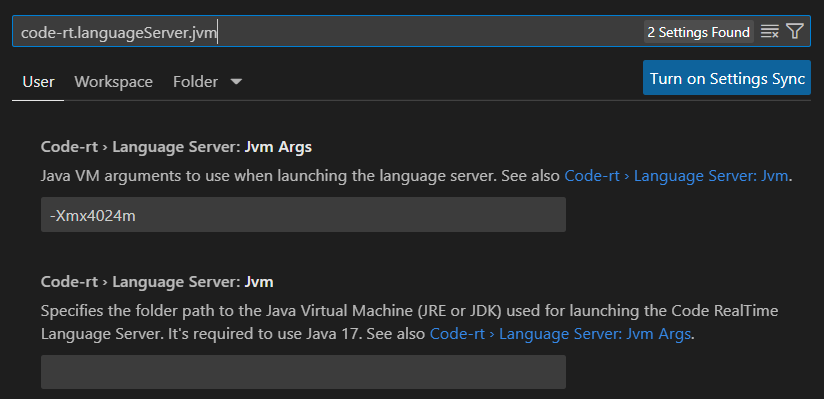 code-rt.languageServer.jvm
2 Settings Found
User Workspace Folder
Turn on Settings Sync
Code-rt › Language Server: Jvm Args
Java VM arguments to use when launching the language server. See also Code-rt › Language Server: Jvm.
-Xmx4024m
Code-rt › Language Server: Jvm
Specifies the folder path to the Java Virtual Machine (JRE or JDK) used for launching the Code RealTime
Language Server. It's required to use Java 17. See also Code-rt › Language Server: Jvm Args.